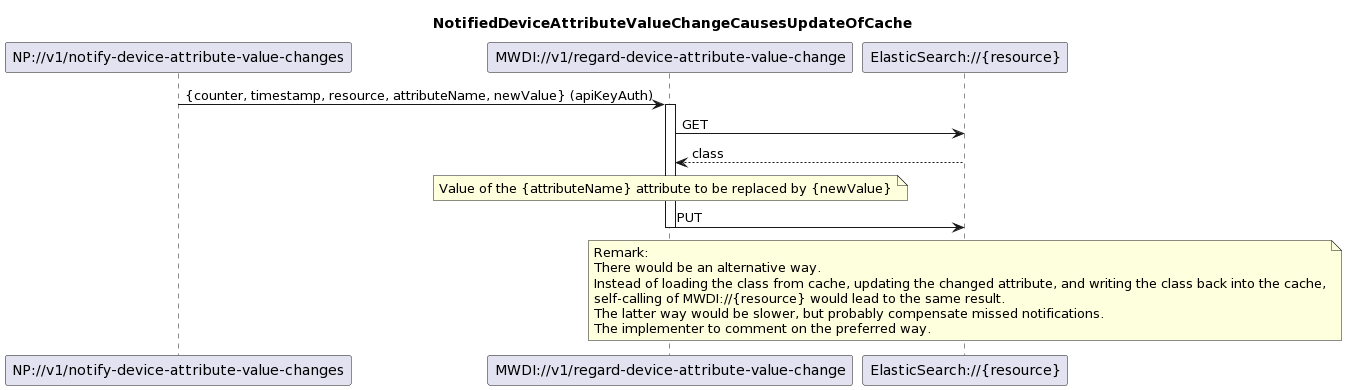 NotifiedDeviceAttributeValueChangeCausesUpdateOfCache
NP://v1/notify-device-attribute-value-changes
MWDI://v1/regard-device-attribute-value-change
ElasticSearch://{resource}
{counter, timestamp, resource, attributeName, newValue} (apiKeyAuth)
GET
class
Value of the {attributeName} attribute to be replaced by {newValue}
PUT
Remark:
There would be an alternative way.
Instead of loading the class from cache, updating the changed attribute, and writing the class back into the cache,
self-calling of MWDI://{resource} would lead to the same result.
The latter way would be slower, but probably compensate missed notifications.
The implementer to comment on the preferred way.
NP://v1/notify-device-attribute-value-changes
MWDI://v1/regard-device-attribute-value-change
ElasticSearch://{resource}